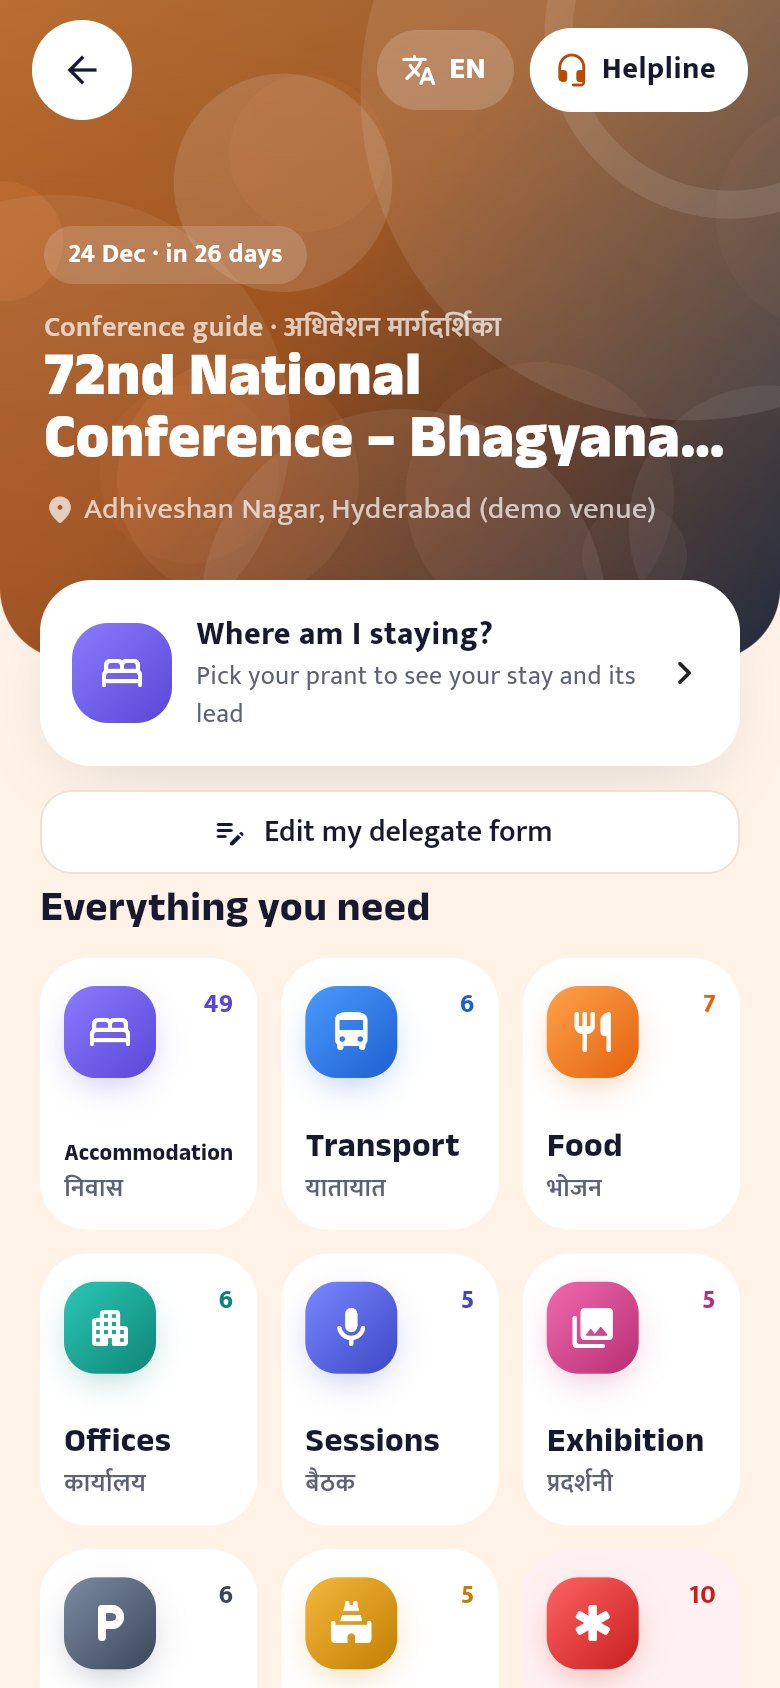 EN
Helpline
24 Dec · in 26 days
Conference guide · अधिवेशन मार्गदर्शिका
72nd National
Conference – Bhagyana...
Adhiveshan Nagar, Hyderabad (demo venue)
Where am I staying?
Pick your prant to see your stay and its
lead
Edit my delegate form
Everything you need
49
Accommodation
निवास
6
Transport
यातायात
7
Food
भोजन
6
Offices
कार्यालय
5
Sessions
बैठक
5
Exhibition
प्रदर्शनी
P
6
5
10